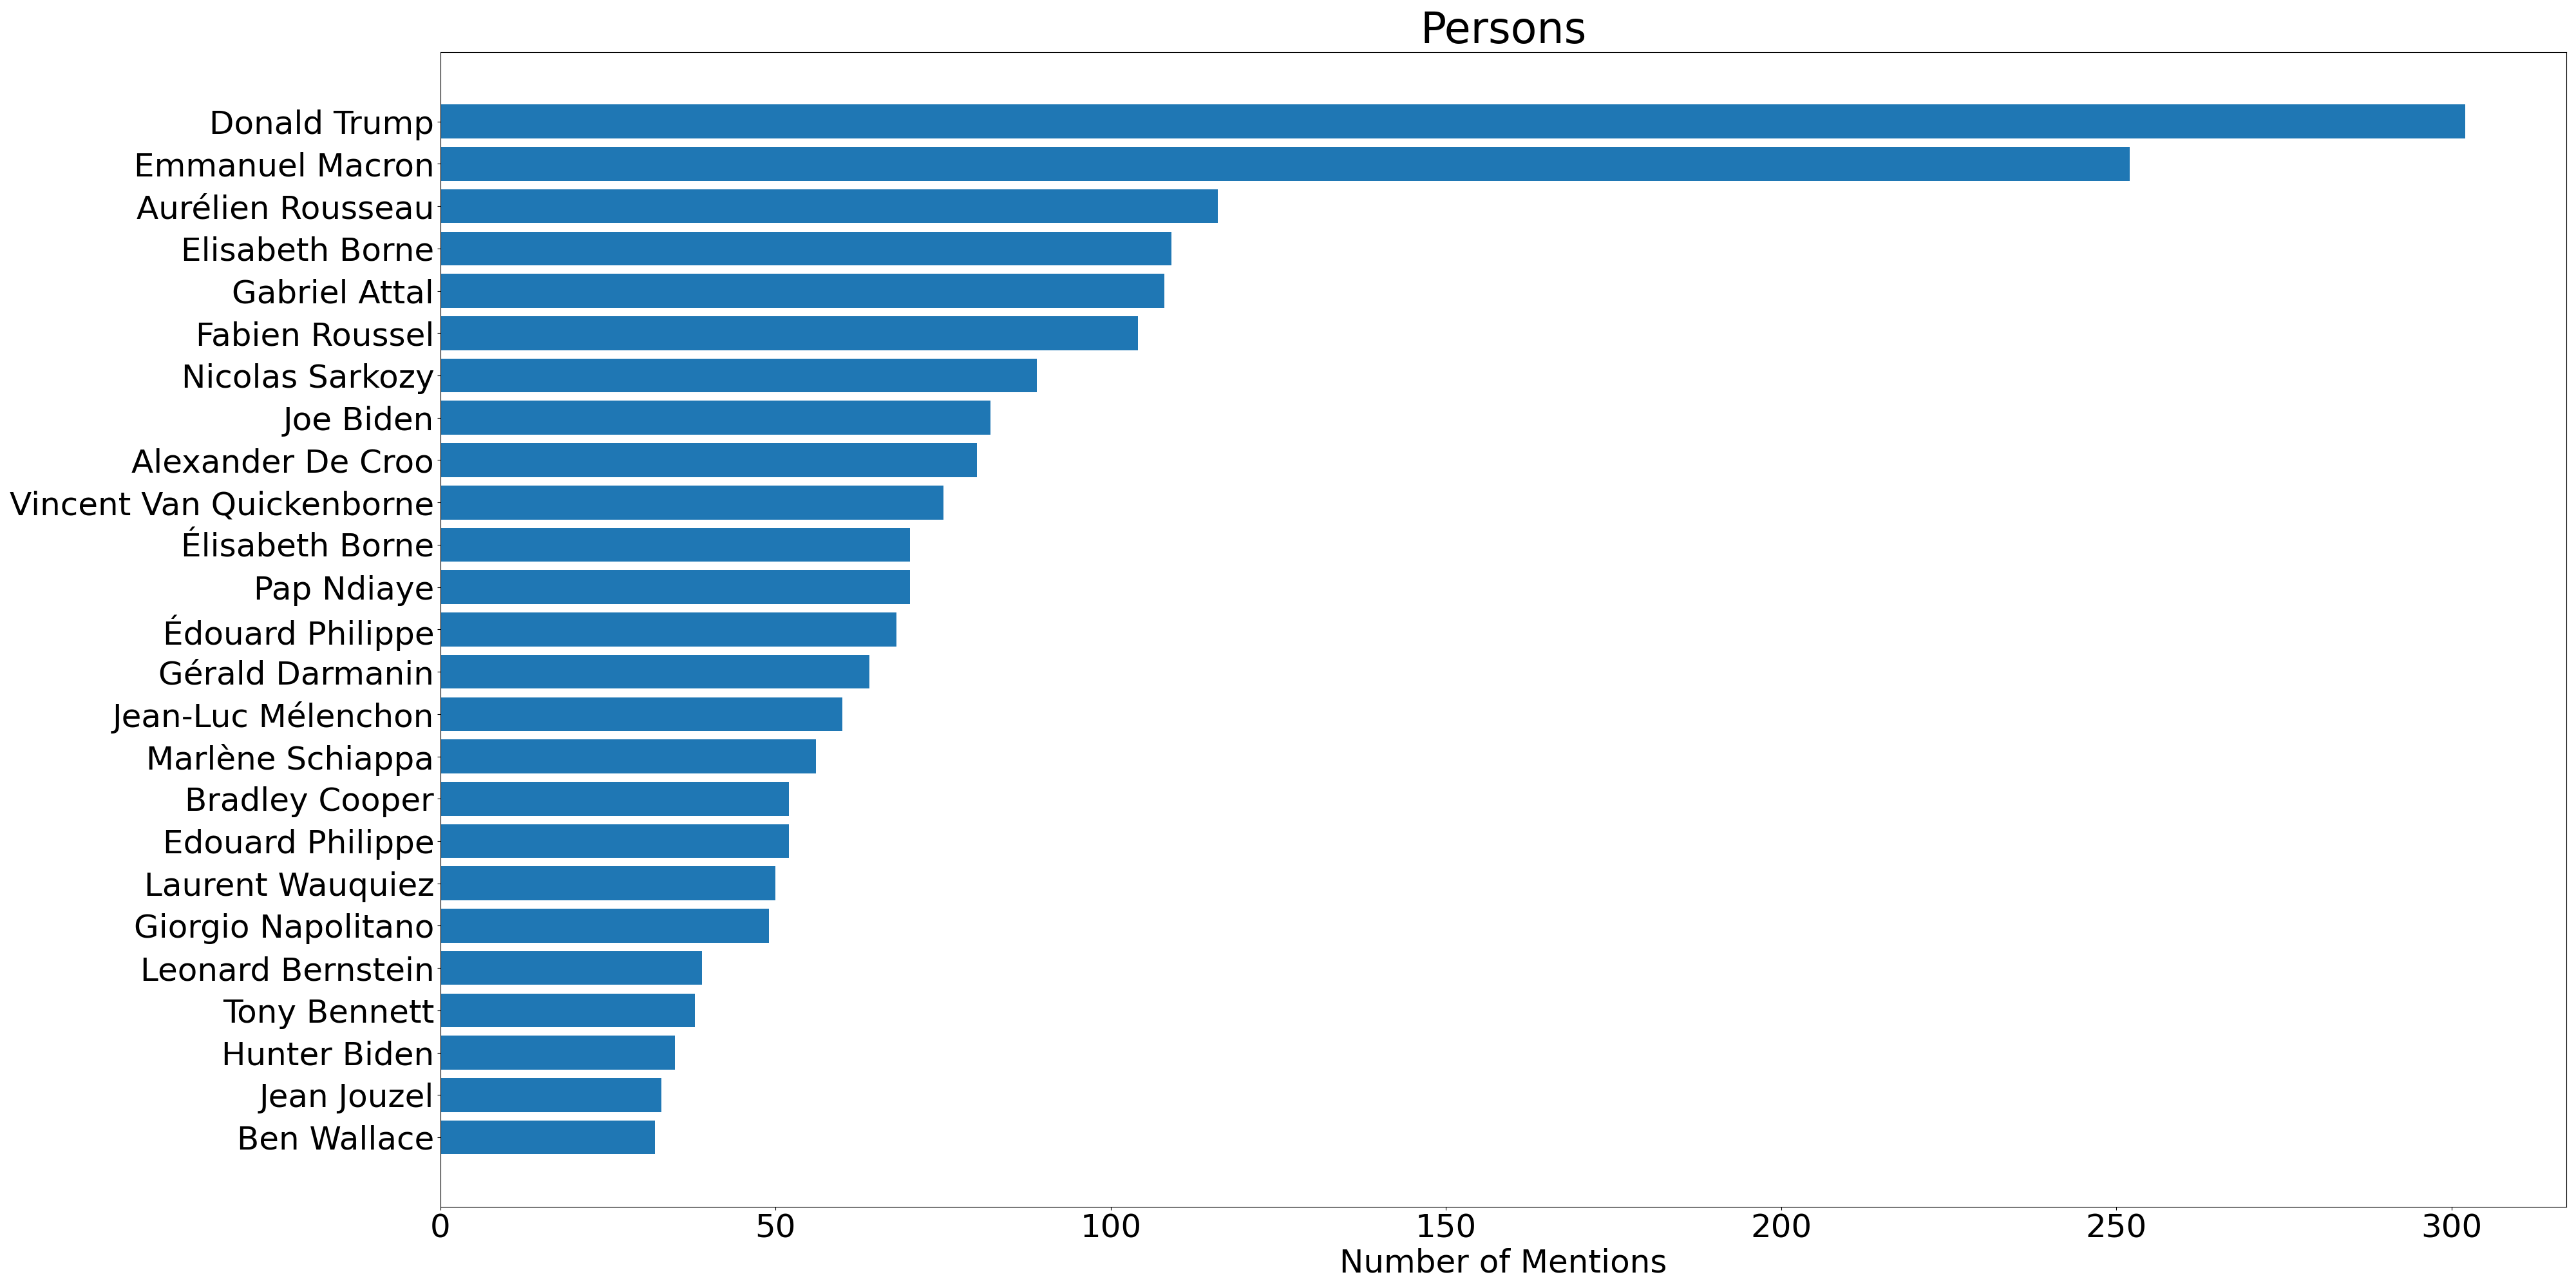 Persons
Donald Trump
Emmanuel Macron
Aurélien Rousseau
Elisabeth Borne
Gabriel Attal
Fabien Roussel
Nicolas Sarkozy
Joe Biden
Alexander De Croo
Vincent Van Quickenborne
Élisabeth Borne
Pap Ndiaye
Édouard Philippe
Gérald Darmanin
Jean-Luc Mélenchon
Marlène Schiappa
Bradley Cooper
Edouard Philippe
Laurent Wauquiez
Giorgio Napolitano
Leonard Bernstein
Tony Bennett
Hunter Biden
Jean Jouzel
Ben Wallace
0 50 100 150 200 250 300
Number of Mentions